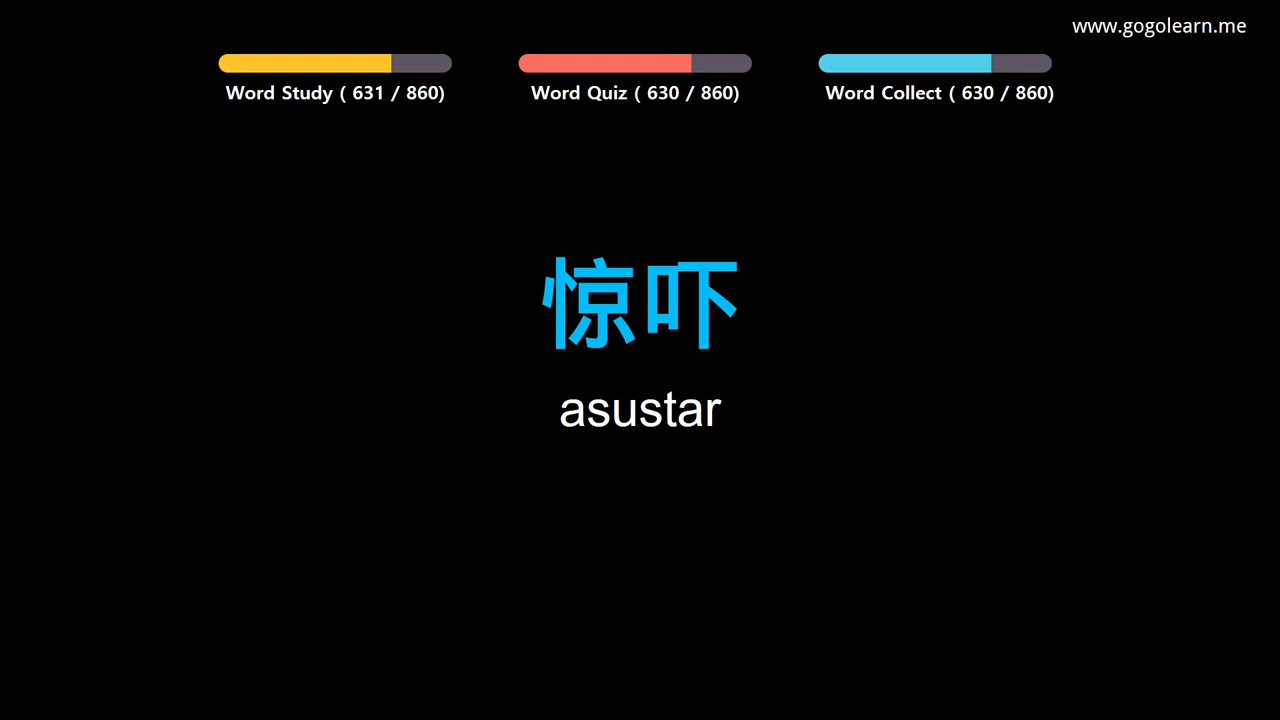 www.gogolearn.me
Word Study ( 631 / 860)
Word Quiz ( 630 / 860)
Word Collect ( 630 / 860)
惊吓
asustar